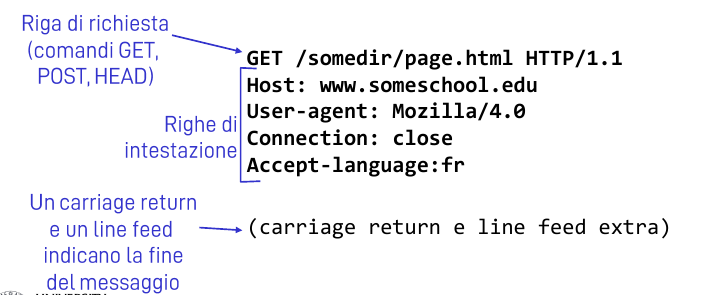 Riga di richiesta
(comandi GET,
POST, HEAD)
GET /somedir/page.html HTTP/1.1
Host: www.someschool.edu
User-agent: Mozilla/4.0
Connection: close
Accept-language:fr
Righe di
intestazione
Un carriage return
e un line feed
indicano la fine
del messaggio
(carriage return e line feed extra)